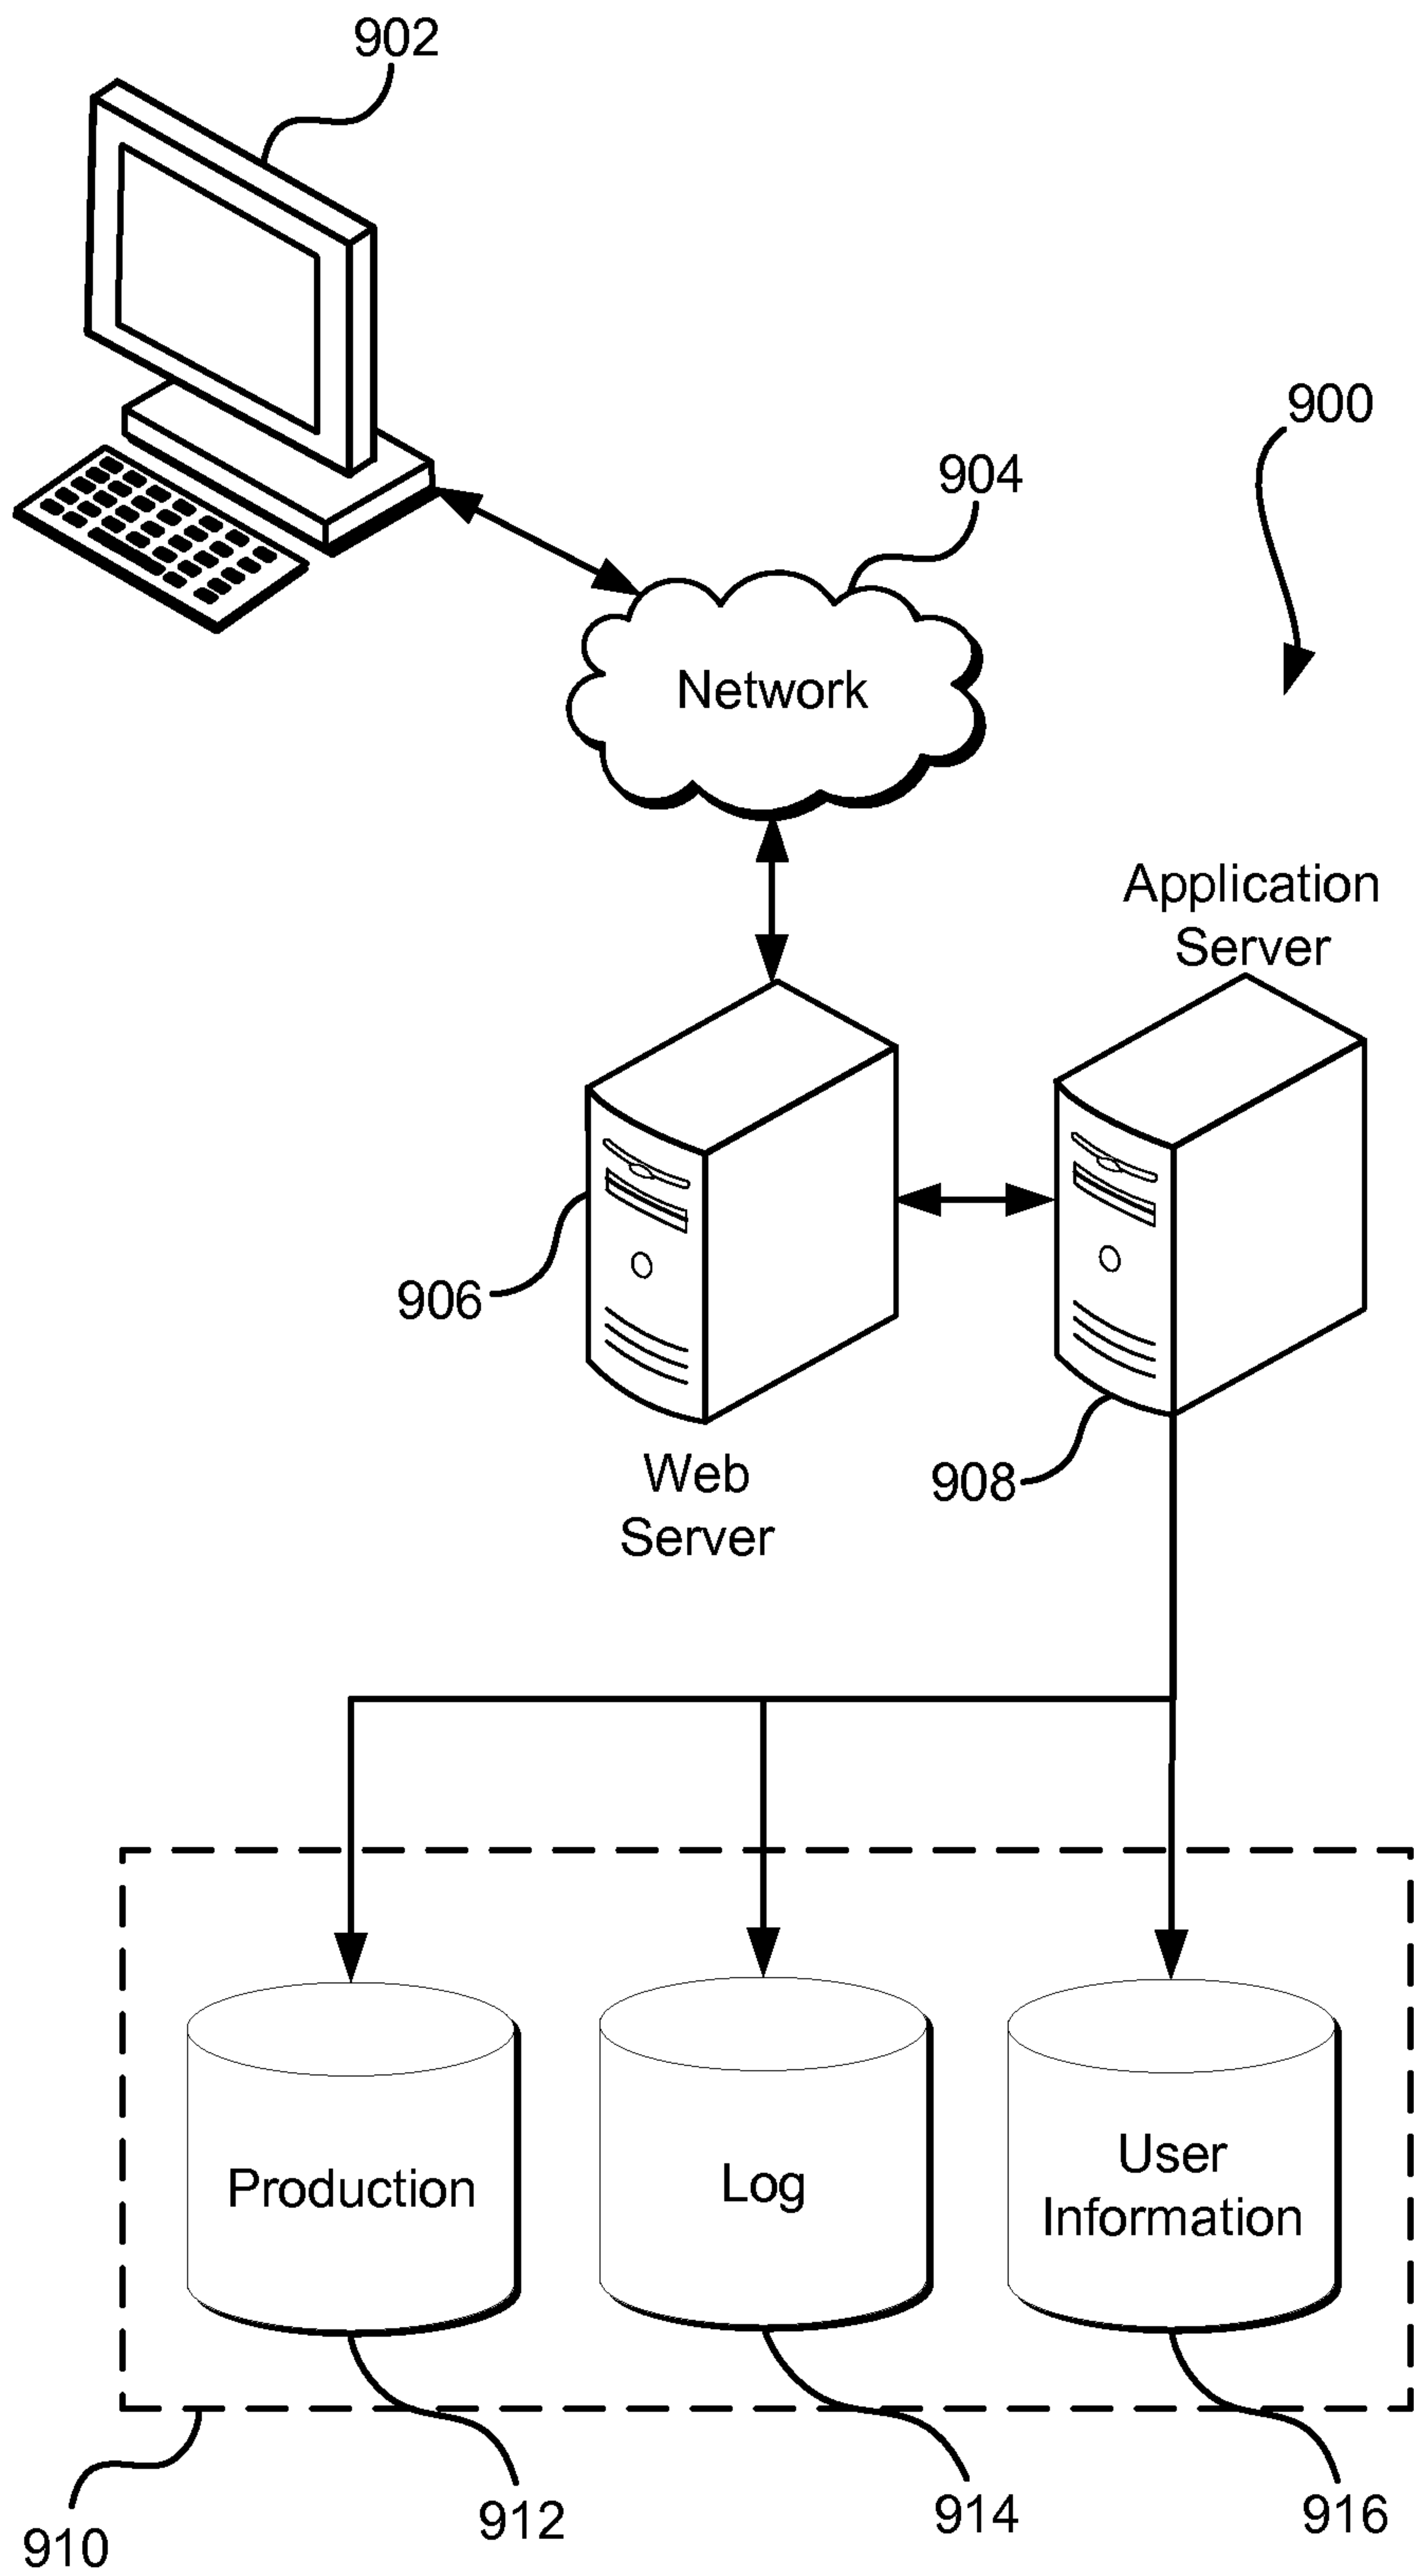 902
900
904
Network
Application
Server
906
Web
Server
908
Production
Log
User
Information
910
912
914
916